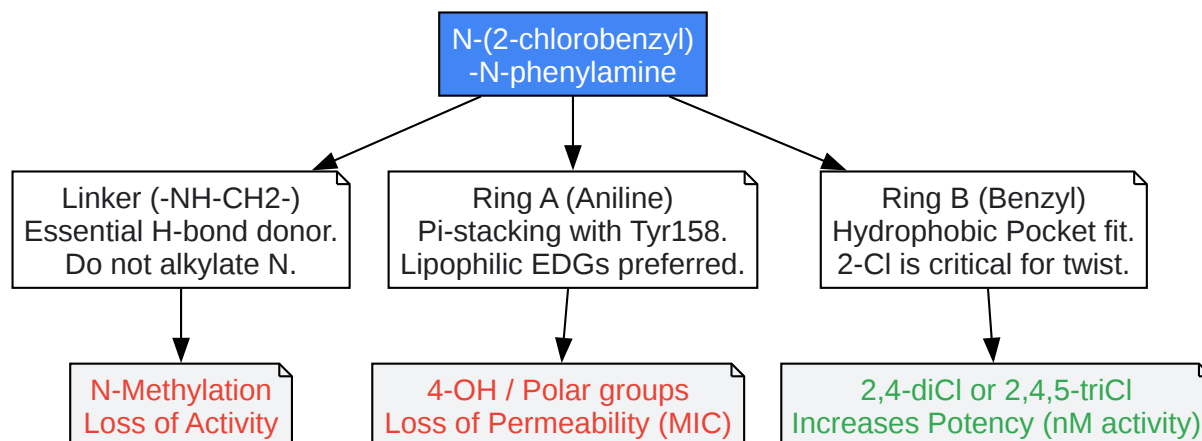 N-(2-chlorobenzyl)
-N-phenylamine
Linker (-NH-CH2-)
Essential H-bond donor.
Do not alkylate N.
Ring A (Aniline)
Pi-stacking with Tyr158.
Lipophilic EDGs preferred.
Ring B (Benzyl)
Hydrophobic Pocket fit.
2-Cl is critical for twist.
N-Methylation
Loss of Activity
4-OH / Polar groups
Loss of Permeability (MIC)
2,4-diCl or 2,4,5-triCl
Increases Potency (nM activity)